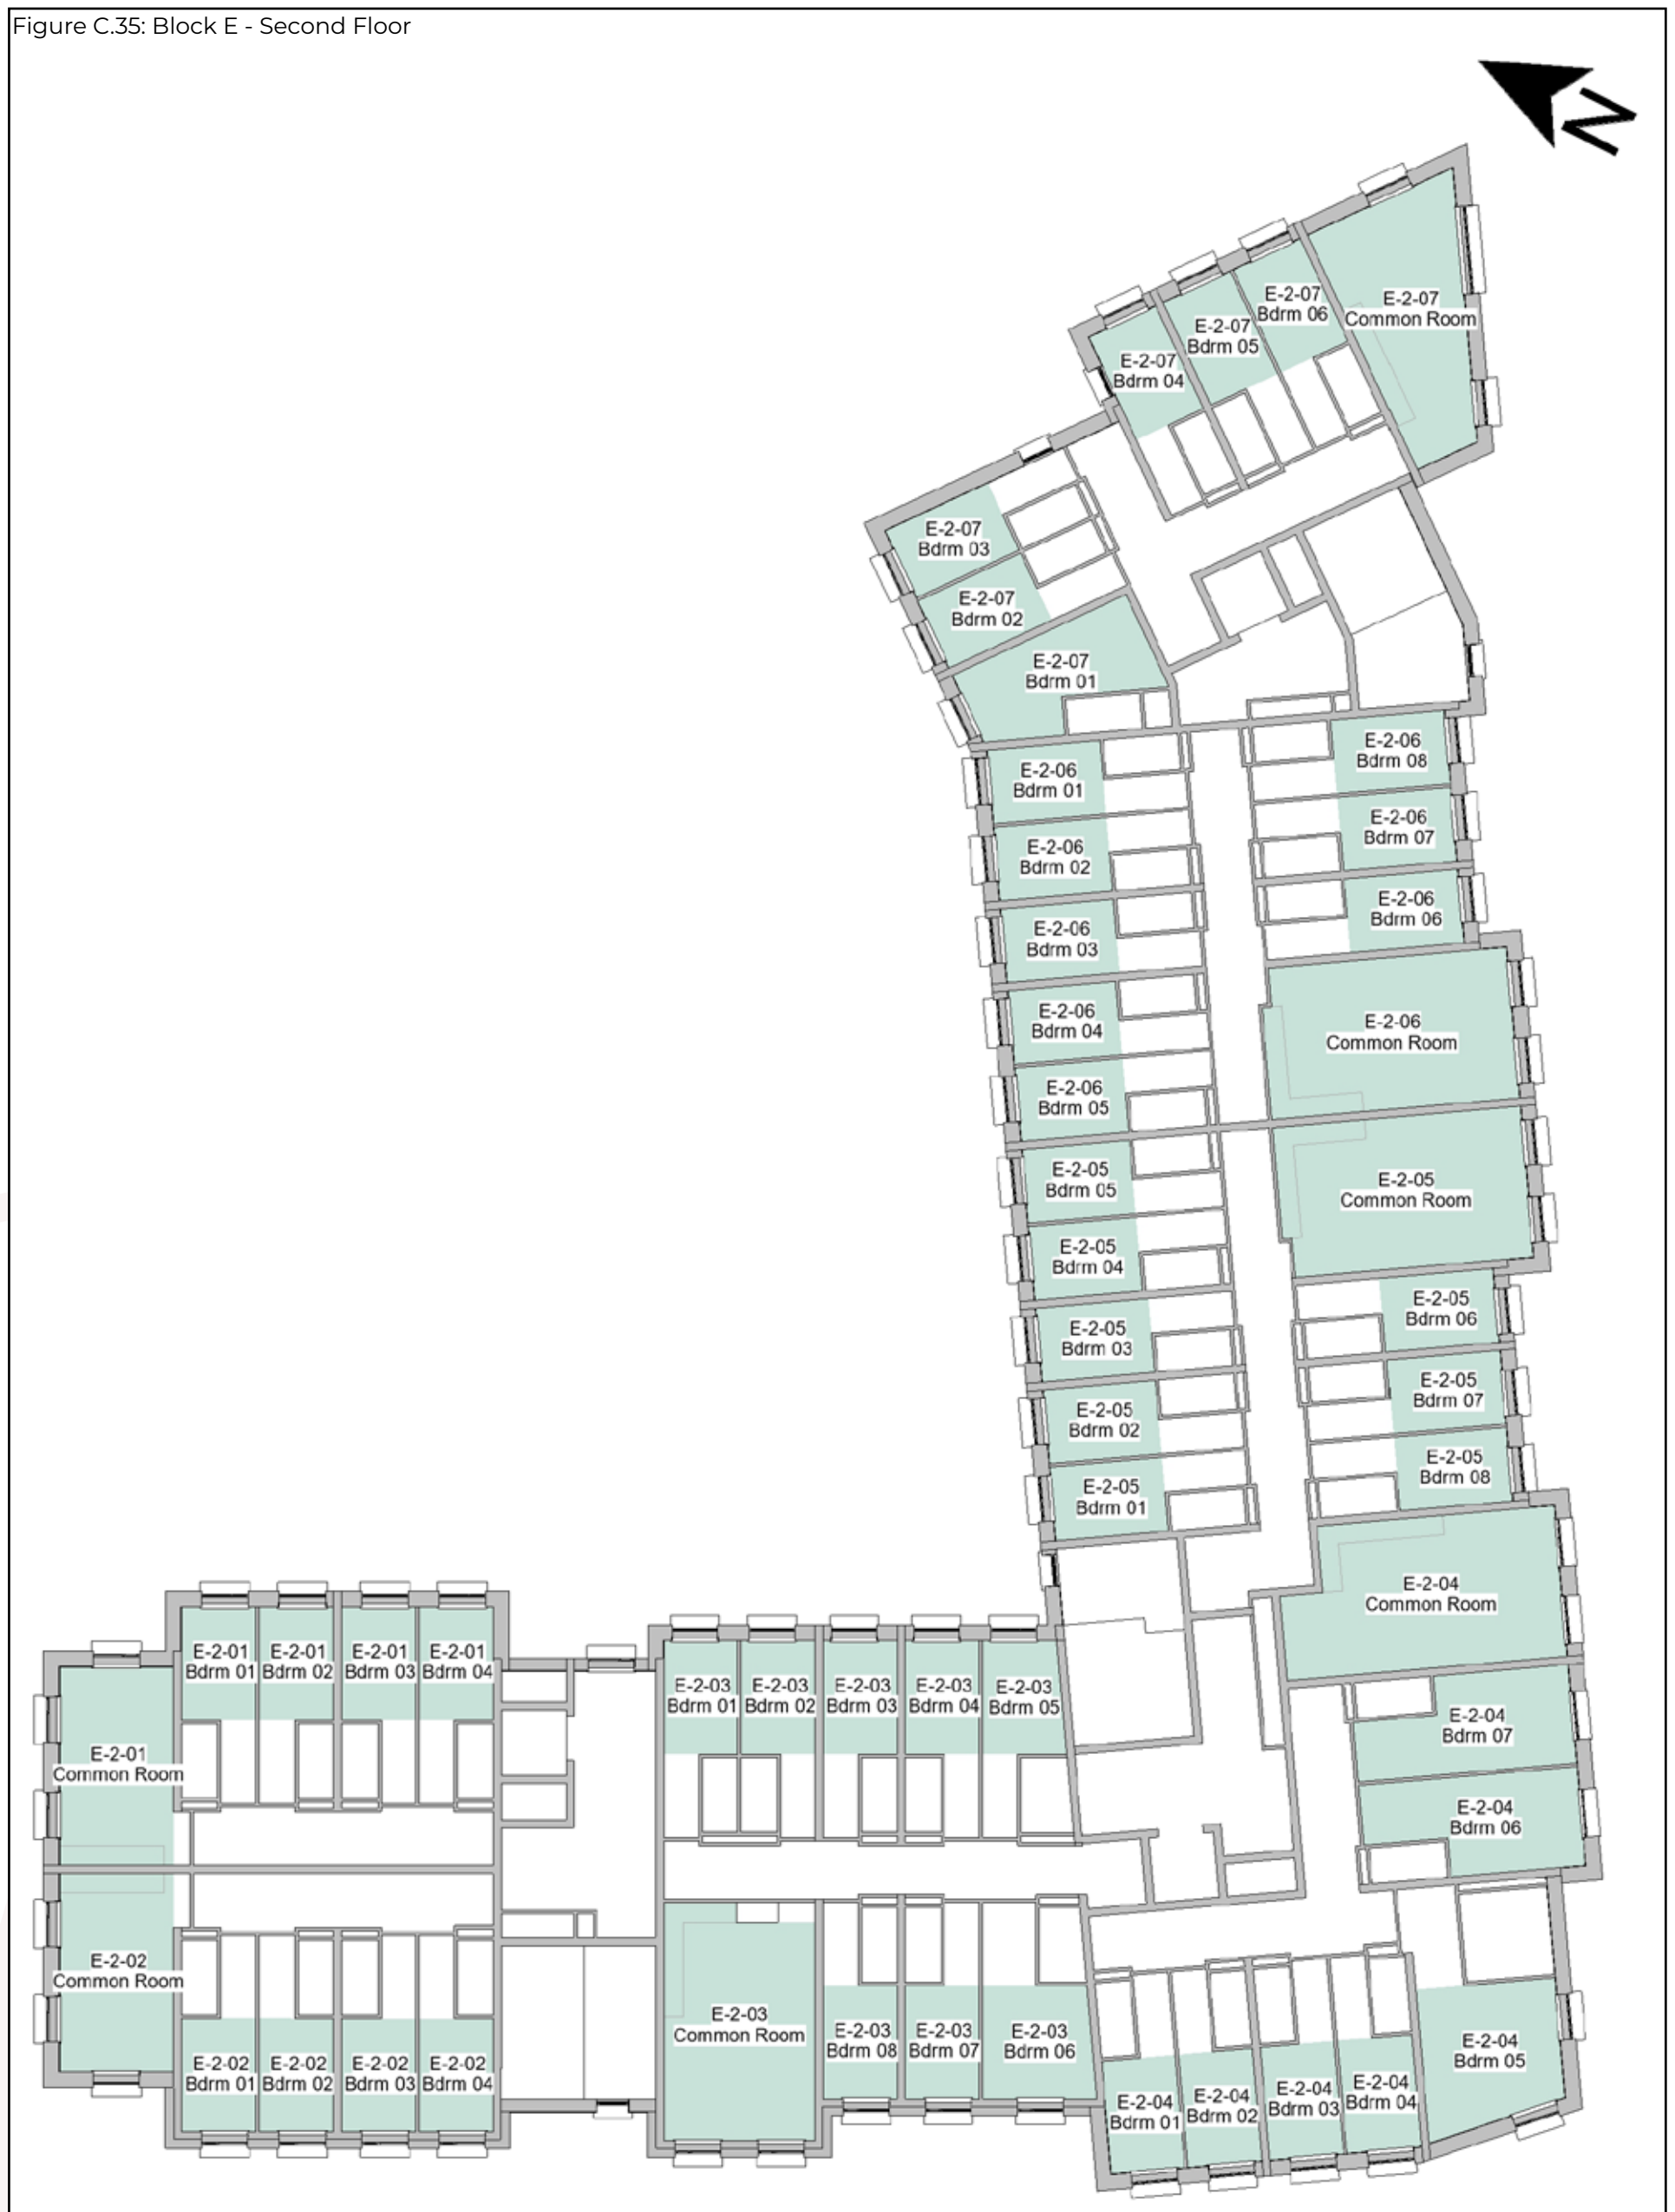 Figure C.35: Block E - Second Floor
N
E-2-07
Common Room
E-2-07
Bdrm 06
E-2-07
Bdrm 05
E-2-07
Bdrm 04
E-2-07
Bdrm 03
E-2-07
Bdrm 02
E-2-07
Bdrm 01
E-2-06
Bdrm 08
E-2-06
Bdrm 01
E-2-06
Bdrm 07
E-2-06
Bdrm 02
E-2-06
Bdrm 06
E-2-06
Bdrm 03
E-2-06
Bdrm 04
E-2-06
Common Room
E-2-06
Bdrm 05
E-2-05
Bdrm 05
E-2-05
Common Room
E-2-05
Bdrm 04
E-2-05
Bdrm 06
E-2-05
Bdrm 03
E-2-05
Bdrm 07
E-2-05
Bdrm 02
E-2-05
Bdrm 08
E-2-05
Bdrm 01
E-2-04
Common Room
E-2-01
Bdrm 01
E-2-01
Bdrm 02
E-2-01
Bdrm 03
E-2-01
Bdrm 04
E-2-03
Bdrm 01
E-2-03
Bdrm 02
E-2-03
Bdrm 03
E-2-03
Bdrm 04
E-2-03
Bdrm 05
E-2-04
Bdrm 07
E-2-01
Common Room
E-2-04
Bdrm 06
E-2-02
Common Room
E-2-03
Common Room
E-2-03
Bdrm 08
E-2-03
Bdrm 07
E-2-03
Bdrm 06
E-2-04
Bdrm 05
E-2-02
Bdrm 01
E-2-02
Bdrm 02
E-2-02
Bdrm 03
E-2-02
Bdrm 04
E-2-04
Bdrm 01
E-2-04
Bdrm 02
E-2-04
Bdrm 03
E-2-04
Bdrm 04